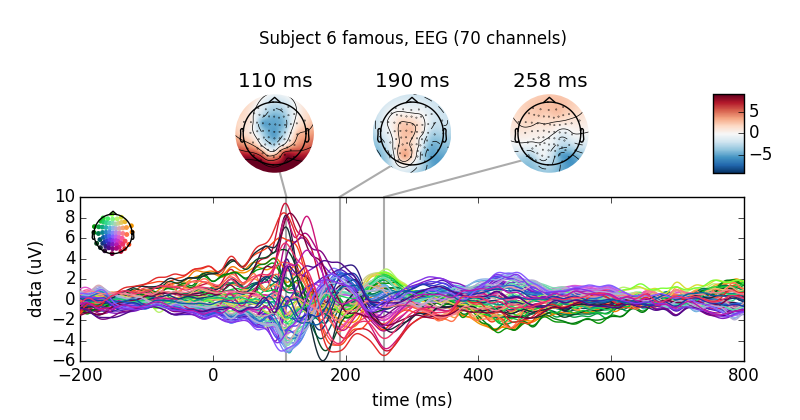 Subject 6 famous, EEG (70 channels)
110 ms 190 ms 258 ms
5
0
−5
10
8
6
4
2
0
−2
−4
−6
data (uV)
−200 0 200 400 600 800
time (ms)